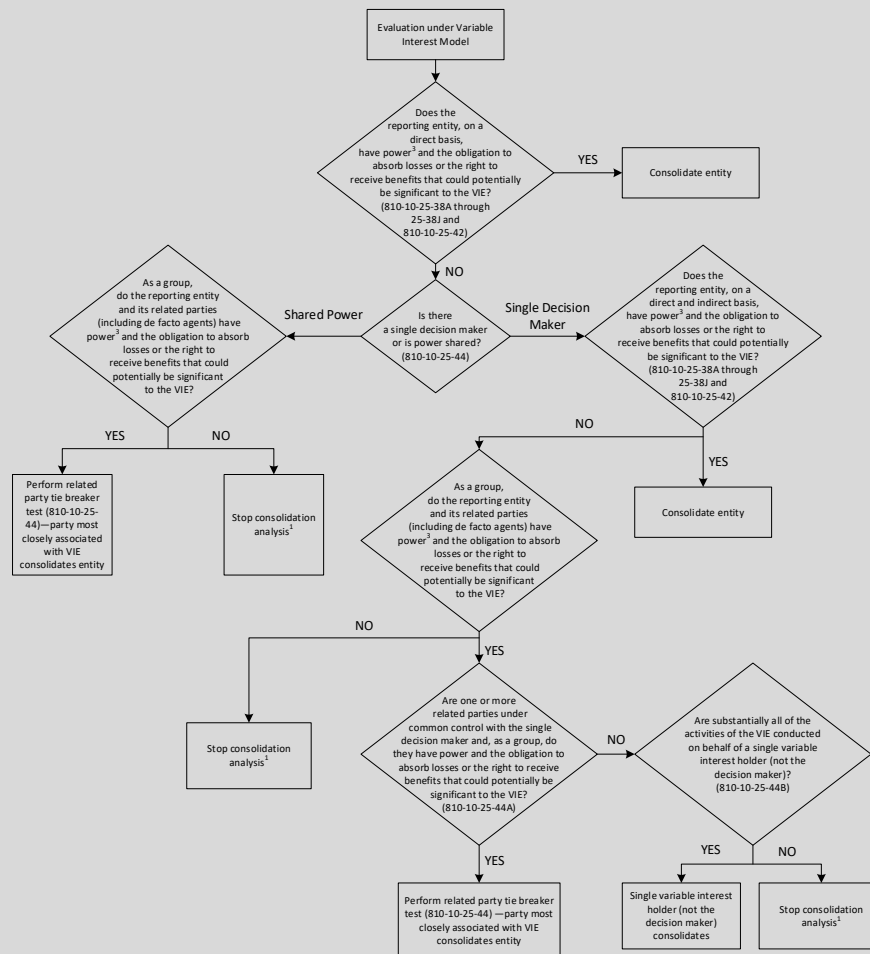 Evaluation under Variable
Interest Model
Does the
reporting entity, on a
direct basis,
have power³ and the obligation to
absorb losses or the right to
receive benefits that could potentially
be significant to the VIE?
(810-10-25-38A through
25-38J and
810-10-25-42)
YES
Consolidate entity
NO
Is there
a single decision maker
or is power shared?
(810-10-25-44)
Shared Power
Single Decision
Maker
As a group,
do the reporting entity
and its related parties
(including de facto agents) have
power³ and the obligation to absorb
losses or the right to
receive benefits that could
potentially be significant
to the VIE?
YES
NO
Perform related
party tie breaker
test (810-10-25-
44)—party most
closely associated
with VIE
consolidates entity
Stop consolidation
analysis¹
Does the
reporting entity, on a
direct and indirect basis,
have power³ and the obligation to
absorb losses or the right to
receive benefits that could potentially
be significant to the VIE?
(810-10-25-38A through
25-38J and
810-10-25-42)
NO
YES
Consolidate entity
As a group,
do the reporting entity
and its related parties
(including de facto agents) have
power³ and the obligation to absorb
losses or the right to
receive benefits that could
potentially be significant
to the VIE?
NO
YES
Stop consolidation
analysis¹
Are one or more
related parties under
common control with the single
decision maker and, as a group, do
they have power and the obligation to
absorb losses or the right to receive
benefits that could potentially be
significant to the VIE?
(810-10-25-44A)
NO
YES
Perform related party tie breaker
test (810-10-25-44) —party most
closely associated with VIE
consolidates entity
Are substantially all of the
activities of the VIE conducted
on behalf of a single variable
interest holder (not the
decision maker)?
(810-10-25-44B)
YES
NO
Single variable interest
holder (not the
decision maker)
consolidates
Stop consolidation
analysis¹